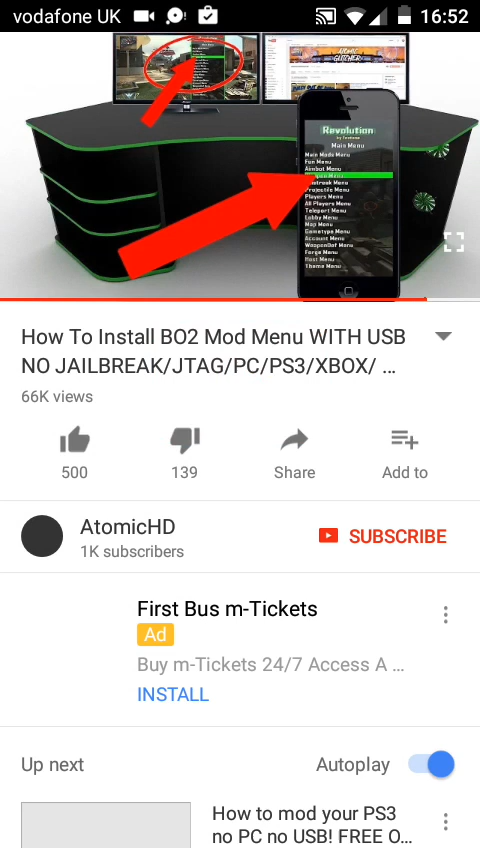 vodafone UK 16:52
Revolution
Main Menu
Main Mods Menu
Fun Menu
Aimbot Menu
Projectile Menu
Players Menu
All Players Menu
Teleport Menu
Lobby Menu
Map Menu
Gametype Menu
Account Menu
Forge Menu
Host Menu
Theme Menu
How To Install BO2 Mod Menu WITH USB
NO JAILBREAK/JTAG/PC/PS3/XBOX/ ...
66K views
500 139 Share Add to
AtomicHD
1K subscribers
SUBSCRIBE
First Bus m-Tickets
Ad
Buy m-Tickets 24/7 Access A ...
INSTALL
Up next Autoplay
How to mod your PS3
no PC no USB! FREE O...